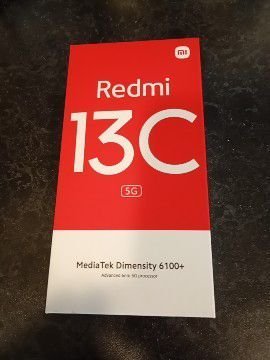 mi
Redmi
13C
5G
MediaTek Dimensity 6100+
Advanced 6nm 5G processor